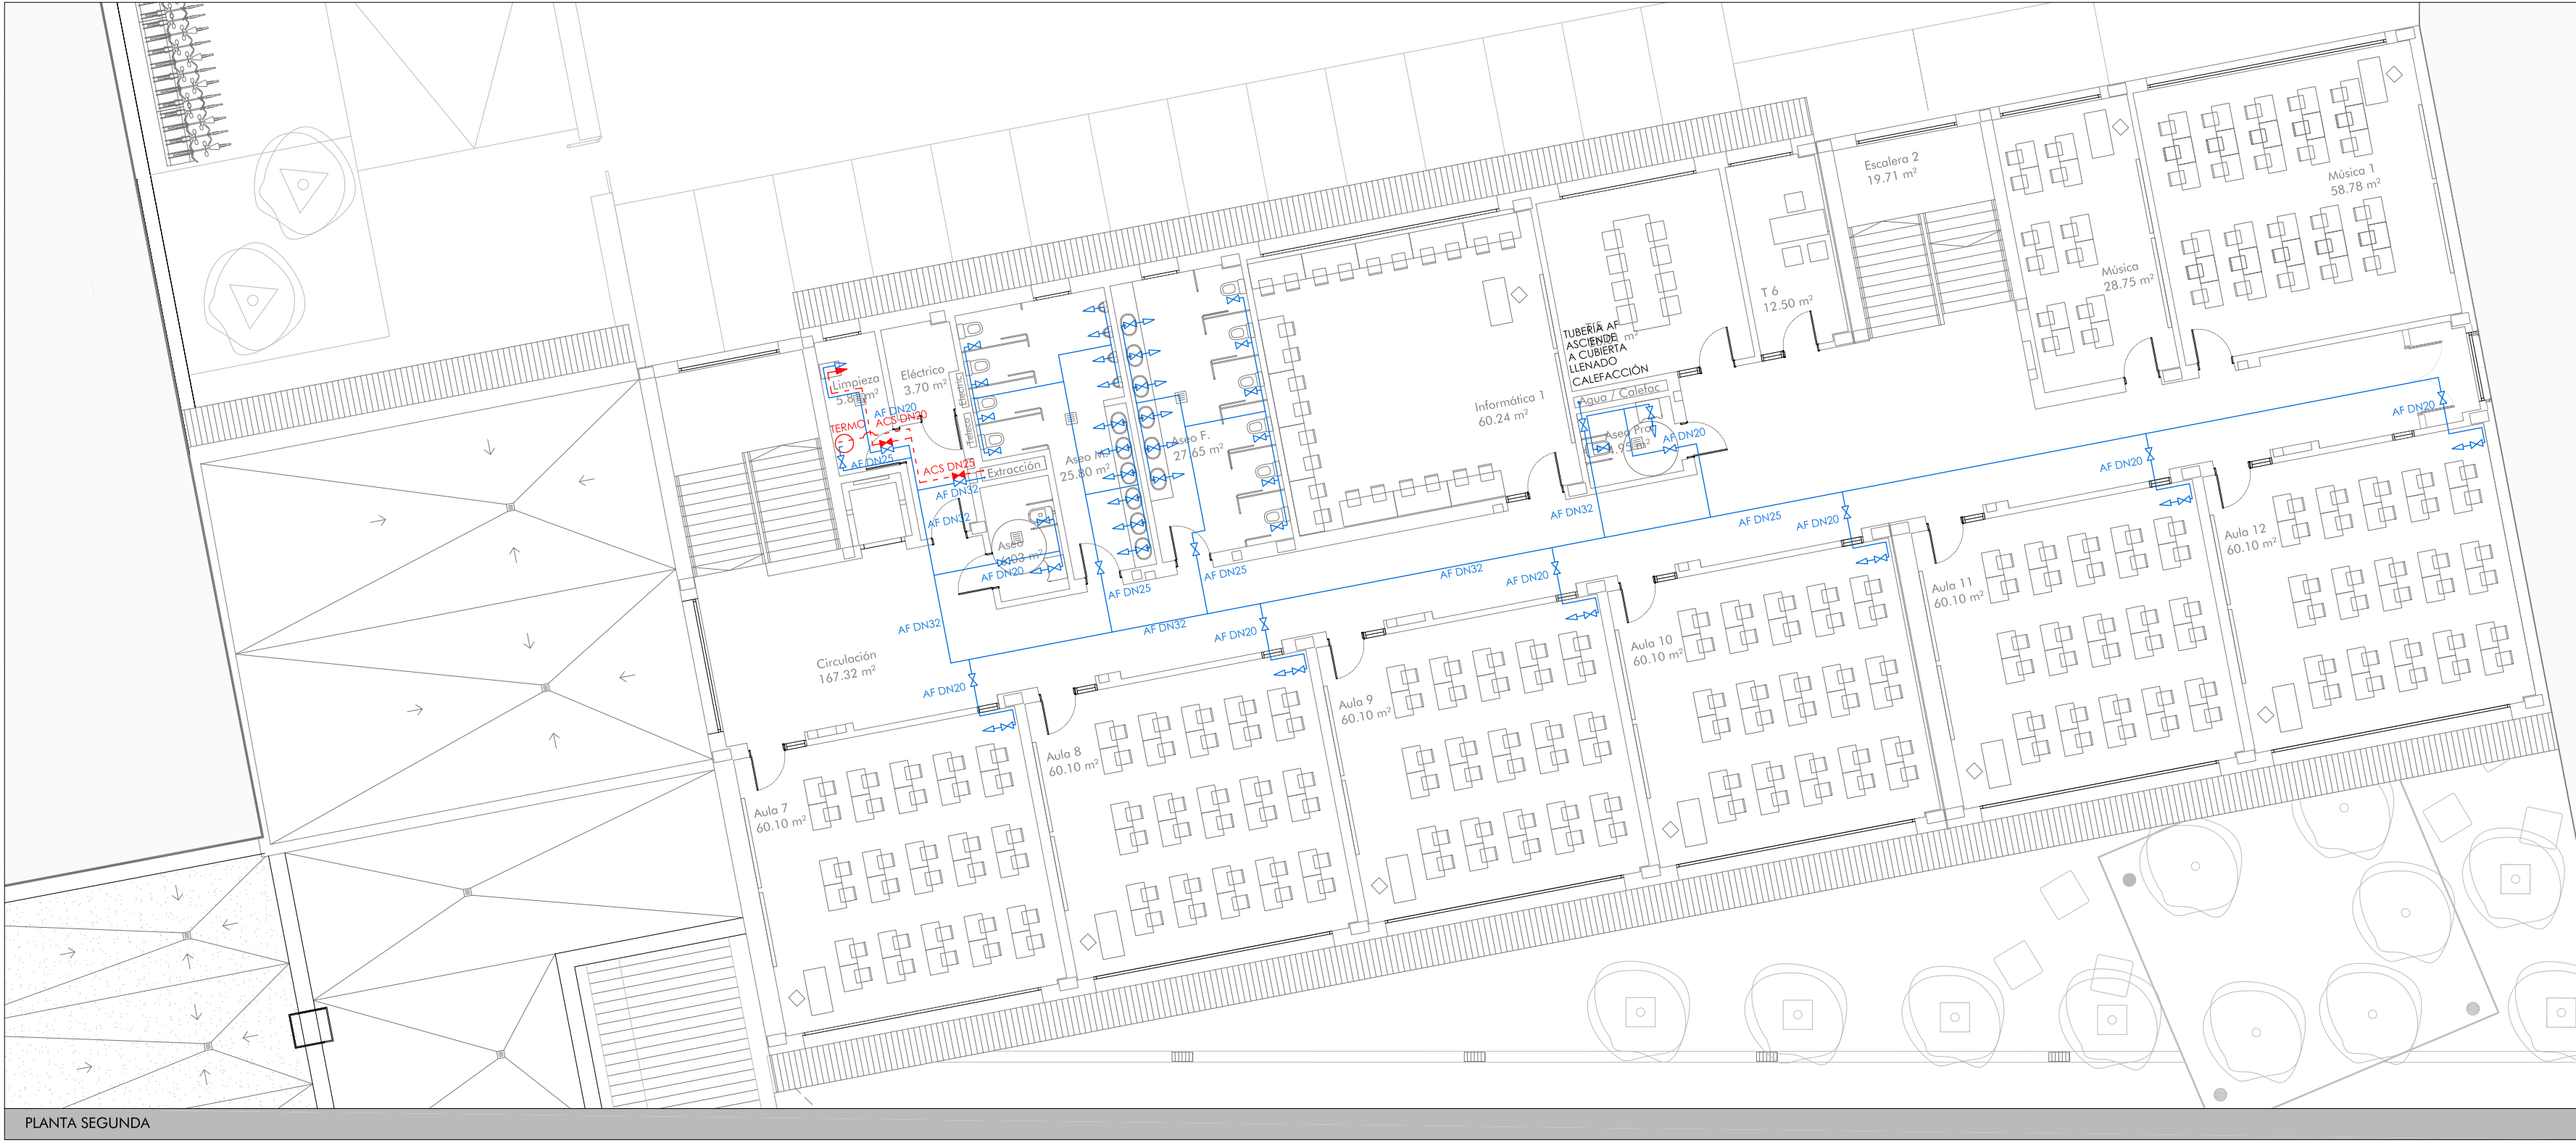 Escalera 2
19.71 m²
Música 1
58.78 m²
Música
28.75 m²
T 6
12.50 m²
TUBERÍA AF
ASCIENDE
A CUBIERTA
LLENADO
CALEFACCIÓN
Agua / Calefac
AF DN20
Informática 1
60.24 m²
Limpieza
Eléctrico
3.70 m²
Electric
Teleco
AF DN20
ACS DN20
TERMO
AF DN25
ACS DN25
Extracción
AF DN32
AF DN32
Aseo M.
25.80 m²
Aseo F.
27.65 m²
Aseo
6.03 m²
AF DN20
AF DN25
AF DN25
AF DN32
AF DN32
AF DN32
AF DN32
AF DN25
AF DN20
AF DN20
AF DN20
AF DN20
AF DN20
AF DN20
Circulación
167.32 m²
Aula 7
60.10 m²
Aula 8
60.10 m²
Aula 9
60.10 m²
Aula 10
60.10 m²
Aula 11
60.10 m²
Aula 12
60.10 m²
PLANTA SEGUNDA